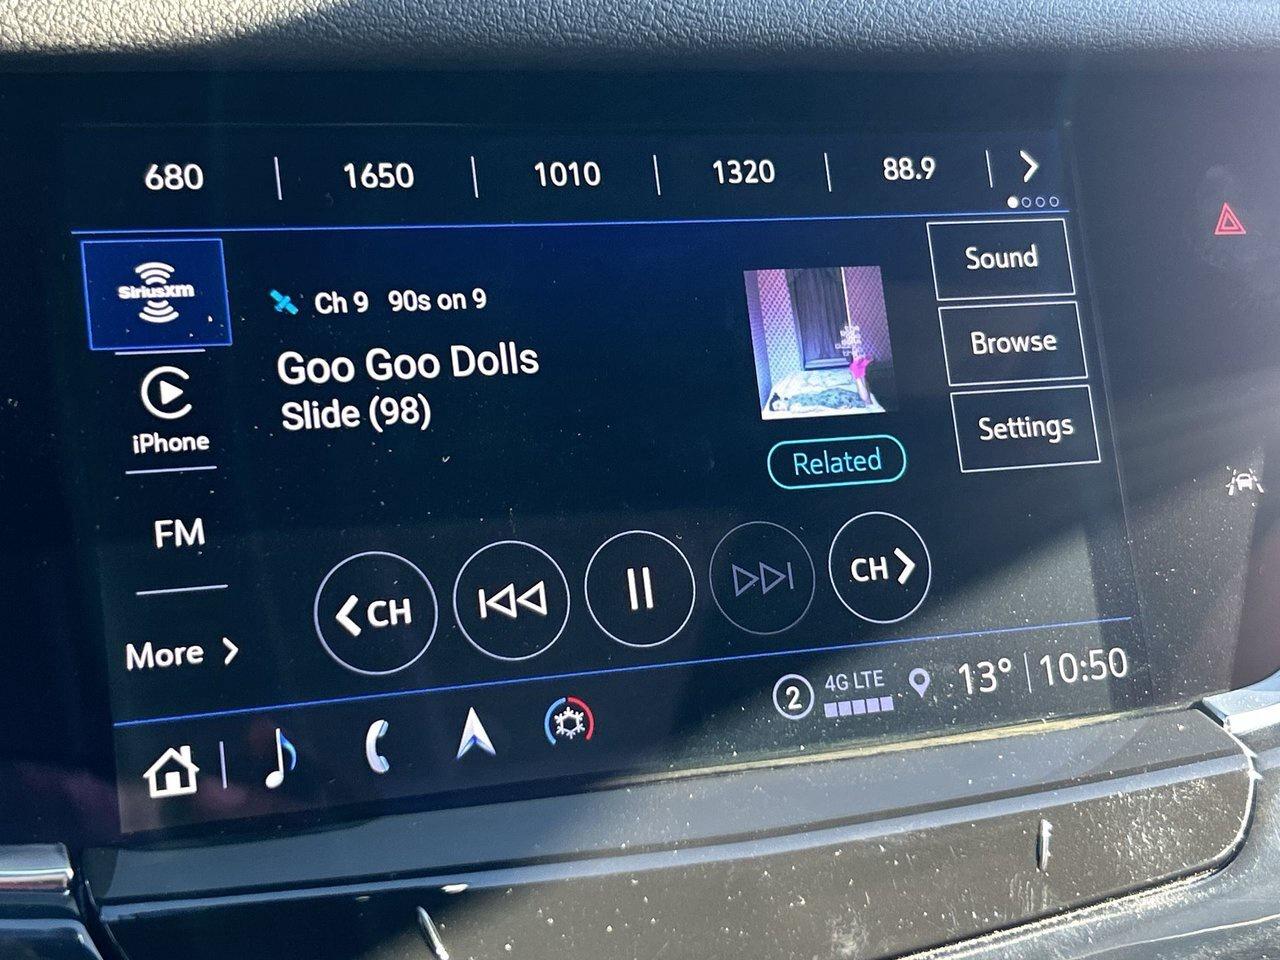 680 1650 1010 1320 88.9
SiriusXm
Ch 9 90s on 9
Goo Goo Dolls
Slide (98)
Related
Sound
Browse
Settings
iPhone
FM
More
CH CH
2 4G LTE 13° 10:50